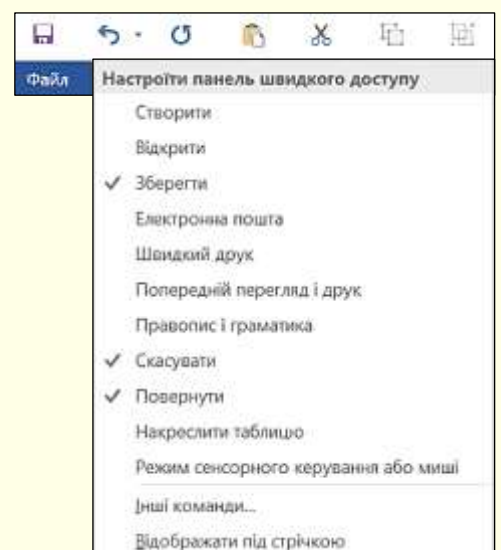 Файл
Настроїти панель швидкого доступу
Створити
Відкрити
Зберегти
Електронна пошта
Швидкий друк
Попередній перегляд і друк
Правопис і граматика
Скасувати
Повернути
Накреслити таблицю
Режим сенсорного керування або миші
Інші команди...
Відображати під стрічкою